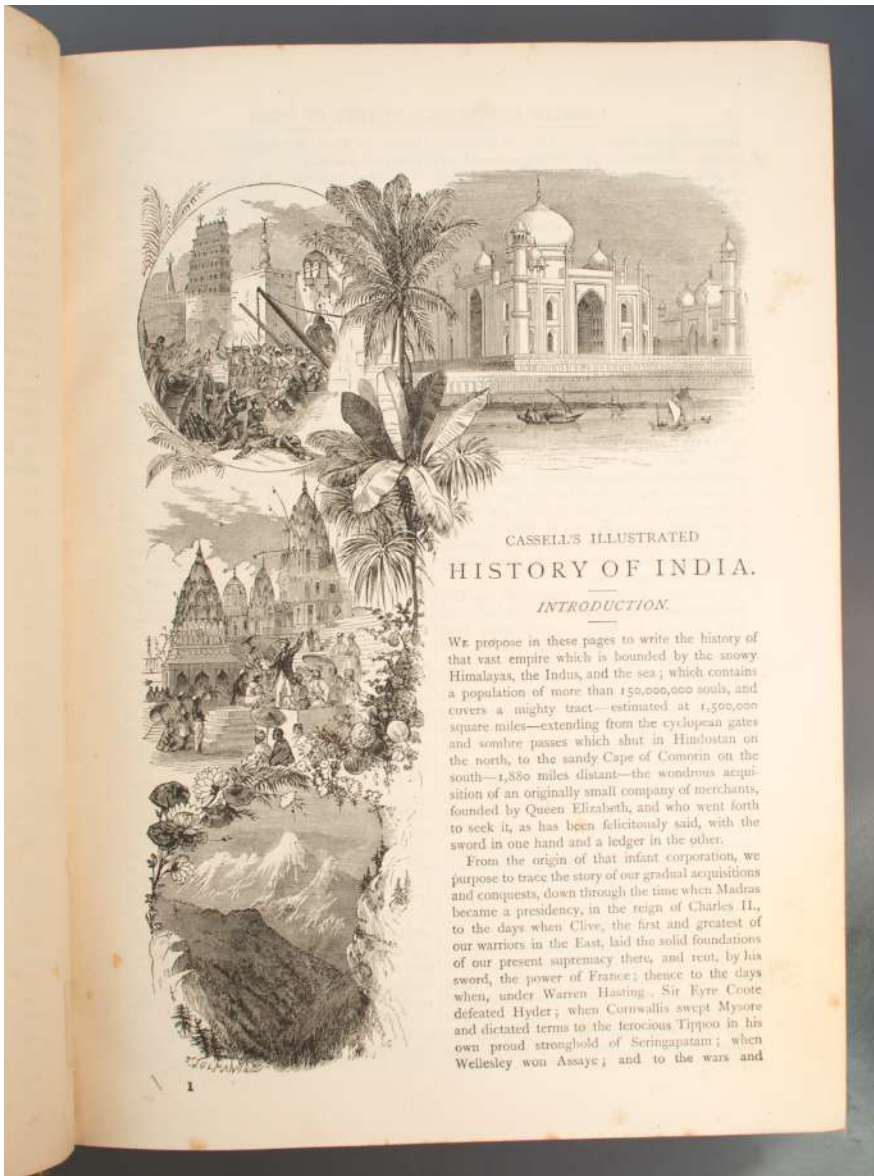 CASSELL'S ILLUSTRATED
HISTORY OF INDIA.
INTRODUCTION.
WE propose in these pages to write the history of
that vast empire which is bounded by the snowy
Himalayas, the Indus, and the sea; which contains
a population of more than 150,000,000 souls, and
covers a mighty tract—estimated at 1,500,000
square miles—extending from the cyclopean gates
and sombre passes which shut in Hindostan on
the north, to the sandy Cape of Comorin on the
south—1,880 miles distant—the wondrous acqui-
sition of an originally small company of merchants,
founded by Queen Elizabeth, and who went forth
to seek it, as has been felicitously said, with the
sword in one hand and a ledger in the other.
From the origin of that infant corporation, we
purpose to trace the story of our gradual acquisitions
and conquests, down through the time when Madras
became a presidency, in the reign of Charles II.,
to the days when Clive, the first and greatest of
our warriors in the East, laid the solid foundations
of our present supremacy there, and rent, by his
sword, the power of France; thence to the days
when, under Warren Hasting, Sir Eyre Coote
defeated Hyder; when Cornwallis swept Mysore
and dictated terms to the ferocious Tippoo in his
own proud stronghold of Seringapatam; when
Wellesley won Assaye; and to the wars and
1